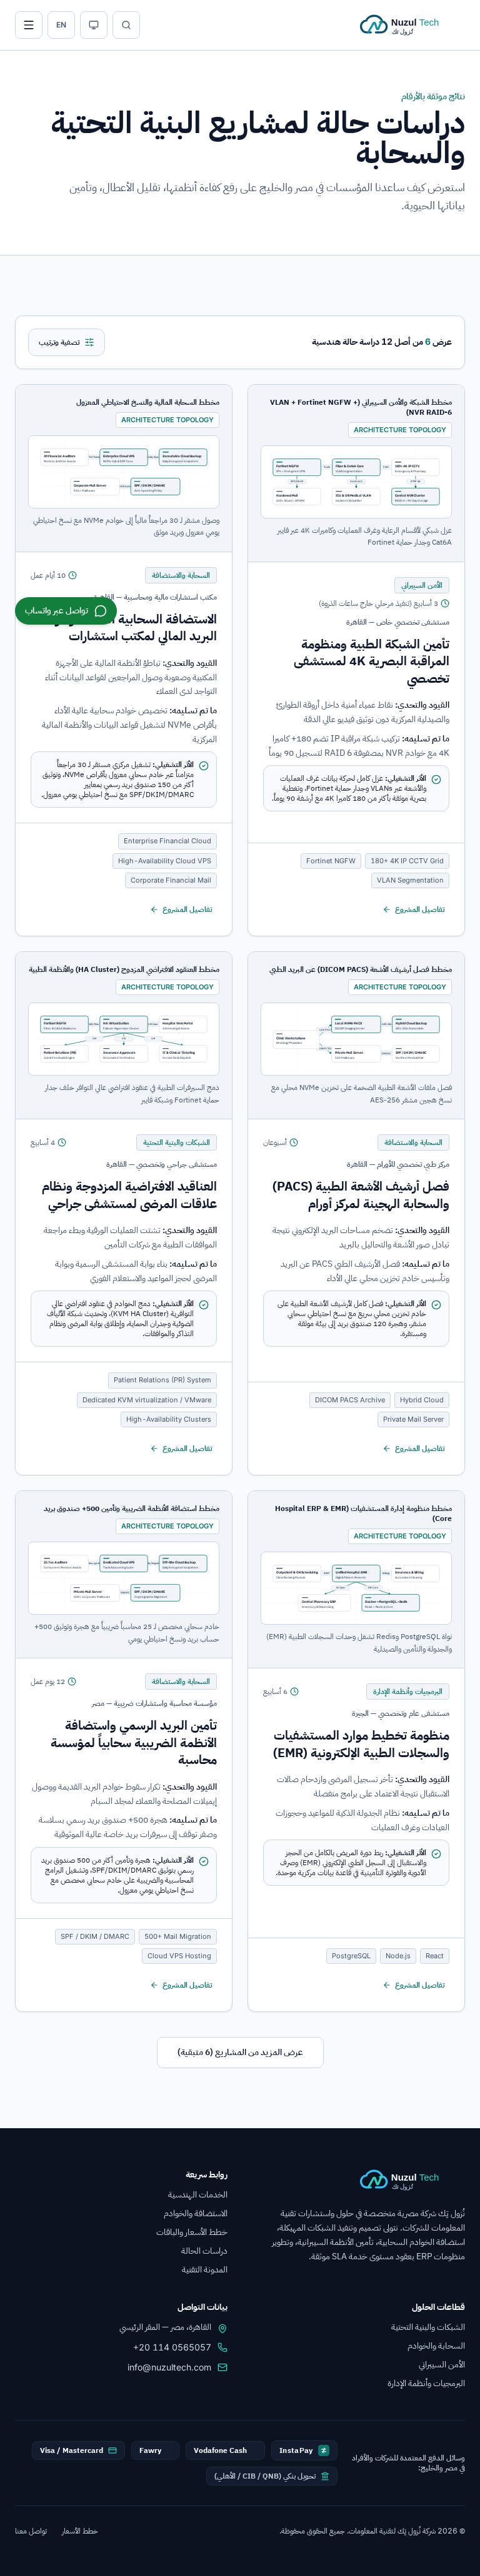 Nuzul Tech
نُزول تِك
EN
نتائج موثقة بالأرقام
دراسات حالة لمشاريع البنية التحتية
والسحابة
استعرض كيف ساعدنا المؤسسات في مصر والخليج على رفع كفاءة أنظمتها، تقليل الأعطال، وتأمين
بياناتها الحيوية.
عرض 6 من أصل 12 دراسة حالة هندسية
تصفية وترتيب
مخطط الشبكة والأمن السيبراني (VLAN + Fortinet NGFW +
NVR RAID-6)
ARCHITECTURE TOPOLOGY
عزل شبكي لأقسام الرعاية وغرف العمليات وكاميرات 4K عبر فايبر
Cat6A وجدار حماية Fortinet
الأمن السيبراني
3 أسابيع (تنفيذ مرحلي خارج ساعات الذروة)
مستشفى تخصصي خاص — القاهرة
تأمين الشبكة الطبية ومنظومة
المراقبة البصرية 4K لمستشفى
تخصصي
القيود والتحدي: نقاط عمياء أمنية داخل أروقة الطوارئ
والصيدلية المركزية دون توثيق فيديو عالي الدقة
ما تم تسليمه: تركيب شبكة مراقبة IP تضم 180+ كاميرا
4K مع خوادم NVR بمصفوفة RAID 6 لتسجيل 90 يوماً
الأثر التشغيلي: عزل كامل لحركة بيانات غرف العمليات
والأشعة عبر VLANs وجدار حماية Fortinet، وتغطية
بصرية موثقة بأكثر من 180 كاميرا 4K مع أرشفة 90 يوماً.
180+ 4K IP CCTV Grid
Fortinet NGFW
VLAN Segmentation
تفاصيل المشروع
مخطط السحابة المالية والنسخ الاحتياطي المعزول
ARCHITECTURE TOPOLOGY
وصول مشفر لـ 30 مراجعاً مالياً إلى خوادم NVMe مع نسخ احتياطي
يومي معزول وبريد موثق
السحابة والاستضافة
10 أيام عمل
مكتب استشارات مالية ومحاسبية — القاهرة
الاستضافة السحابية
البريد المالي لمكتب استشارات
تواصل عبر واتساب
القيود والتحدي: تباطؤ الأنظمة المالية على الأجهزة
المكتبية وصعوبة وصول المراجعين لقواعد البيانات أثناء
التواجد لدى العملاء
ما تم تسليمه: تخصيص خوادم سحابية عالية الأداء
بأقراص NVMe لتشغيل قواعد البيانات والأنظمة المالية
المركزية
الأثر التشغيلي: تشغيل مركزي مستقر لـ 30 مراجعاً
متزامناً عبر خادم سحابي معزول بأقراص NVMe، وتوثيق
أكثر من 150 صندوق بريد رسمي بمعايير
SPF/DKIM/DMARC مع نسخ احتياطي يومي معزول.
Enterprise Financial Cloud
High-Availability Cloud VPS
Corporate Financial Mail
تفاصيل المشروع
مخطط فصل أرشيف الأشعة (DICOM PACS) عن البريد الطبي
ARCHITECTURE TOPOLOGY
فصل ملفات الأشعة الطبية الضخمة على تخزين NVMe محلي مع
نسخ هجين مشفر AES-256
السحابة والاستضافة
أسبوعان
مركز طبي تخصصي للأورام — القاهرة
فصل أرشيف الأشعة الطبية (PACS)
والسحابة الهجينة لمركز أورام
القيود والتحدي: تضخم مساحات البريد الإلكتروني نتيجة
تبادل صور الأشعة والتحاليل بالبريد
ما تم تسليمه: فصل الأرشيف الطبي PACS عن البريد
وتأسيس خادم تخزين محلي عالي الأداء
الأثر التشغيلي: فصل كامل لأرشيف الأشعة الطبية على
خادم تخزين محلي سريع مع نسخ احتياطي سحابي
مشفر، وهجرة 120 صندوق بريد إلى بيئة موثقة
ومستقرة.
Hybrid Cloud
DICOM PACS Archive
Private Mail Server
تفاصيل المشروع
مخطط العنقود الافتراضي المزدوج (HA Cluster) والأنظمة الطبية
ARCHITECTURE TOPOLOGY
دمج السيرفرات الطبية في عنقود افتراضي عالي التوافر خلف جدار
حماية Fortinet وشبكة فايبر
الشبكات والبنية التحتية
4 أسابيع
مستشفى جراحي وتخصصي — القاهرة
العناقيد الافتراضية المزدوجة ونظام
علاقات المرضى لمستشفى جراحي
القيود والتحدي: تشتت العمليات الورقية وبطء مراجعة
الموافقات الطبية مع شركات التأمين
ما تم تسليمه: بناء بوابة المستشفى الرسمية وبوابة
المرضى لحجز المواعيد والاستعلام الفوري
الأثر التشغيلي: دمج الخوادم في عنقود افتراضي عالي
التوافرية (KVM HA Cluster)، وتحديث شبكة الألياف
الضوئية وجدران الحماية، وإطلاق بوابة المرضى ونظام
التذاكر والموافقات.
Patient Relations (PR) System
Dedicated KVM virtualization / VMware
High-Availability Clusters
تفاصيل المشروع
مخطط منظومة إدارة المستشفيات (Hospital ERP & EMR
Core)
ARCHITECTURE TOPOLOGY
نواة PostgreSQL وRedis تشغل وحدات السجلات الطبية (EMR)
والجدولة والتأمين والصيدلية
البرمجيات وأنظمة الإدارة
6 أسابيع
مستشفى عام وتخصصي — الجيزة
منظومة تخطيط موارد المستشفيات
والسجلات الطبية الإلكترونية (EMR)
القيود والتحدي: تأخر تسجيل المرضى وازدحام صالات
الاستقبال نتيجة الاعتماد على برامج منفصلة
ما تم تسليمه: نظام الجدولة الذكية للمواعيد وحجوزات
العيادات وغرف العمليات
الأثر التشغيلي: ربط دورة المريض بالكامل من الحجز
والاستقبال إلى السجل الطبي الإلكتروني (EMR) وصرف
الأدوية والفوترة التأمينية في قاعدة بيانات مركزية موحدة.
React
Node.js
PostgreSQL
تفاصيل المشروع
مخطط استضافة الأنظمة الضريبية وتأمين 500+ صندوق بريد
ARCHITECTURE TOPOLOGY
خادم سحابي مخصص لـ 25 محاسباً ضريبياً مع هجرة وتوثيق 500+
حساب بريد ونسخ احتياطي يومي
السحابة والاستضافة
12 يوم عمل
مؤسسة محاسبة واستشارات ضريبية — مصر
تأمين البريد الرسمي واستضافة
الأنظمة الضريبية سحابياً لمؤسسة
محاسبة
القيود والتحدي: تكرار سقوط خوادم البريد القديمة ووصول
إيميلات المصلحة والعملاء لمجلد السبام
ما تم تسليمه: هجرة 500+ صندوق بريد رسمي بسلاسة
وصفر توقف إلى سيرفرات بريد خاصة عالية الموثوقية
الأثر التشغيلي: هجرة وتأمين أكثر من 500 صندوق بريد
رسمي بتوثيق SPF/DKIM/DMARC، وتشغيل البرامج
المحاسبية والضريبية على خادم سحابي مخصص مع
نسخ احتياطي يومي معزول.
500+ Mail Migration
SPF / DKIM / DMARC
Cloud VPS Hosting
تفاصيل المشروع
عرض المزيد من المشاريع (6 متبقية)
Nuzul Tech
نُزول تِك
نُزول تِك شركة مصرية متخصصة في حلول واستشارات تقنية
المعلومات للشركات. نتولى تصميم وتنفيذ الشبكات المهيكلة،
استضافة الخوادم السحابية، تأمين الأنظمة السيبرانية، وتطوير
منظومات ERP بعقود مستوى خدمة SLA موثقة.
روابط سريعة
الخدمات الهندسية
الاستضافة والخوادم
خطط الأسعار والباقات
دراسات الحالة
المدونة التقنية
قطاعات الحلول
الشبكات والبنية التحتية
السحابة والخوادم
الأمن السيبراني
البرمجيات وأنظمة الإدارة
بيانات التواصل
القاهرة، مصر — المقر الرئيسي
+20 114 0565057
info@nuzultech.com
وسائل الدفع المعتمدة للشركات والأفراد
في مصر والخليج:
InstaPay
Vodafone Cash
Fawry
Visa / Mastercard
تحويل بنكي (CIB / QNB / الأهلي)
© 2026 شركة نُزول تِك لتقنية المعلومات. جميع الحقوق محفوظة.
خطط الأسعار
تواصل معنا